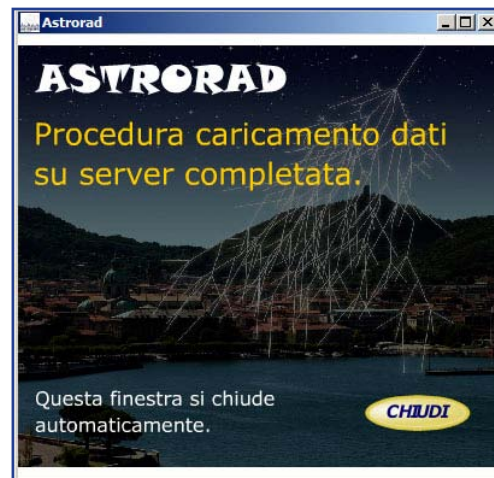 Astrorad
ASTRORAD
Procedura caricamento dati
su server completata.
Questa finestra si chiude
automaticamente.
CHIUDI